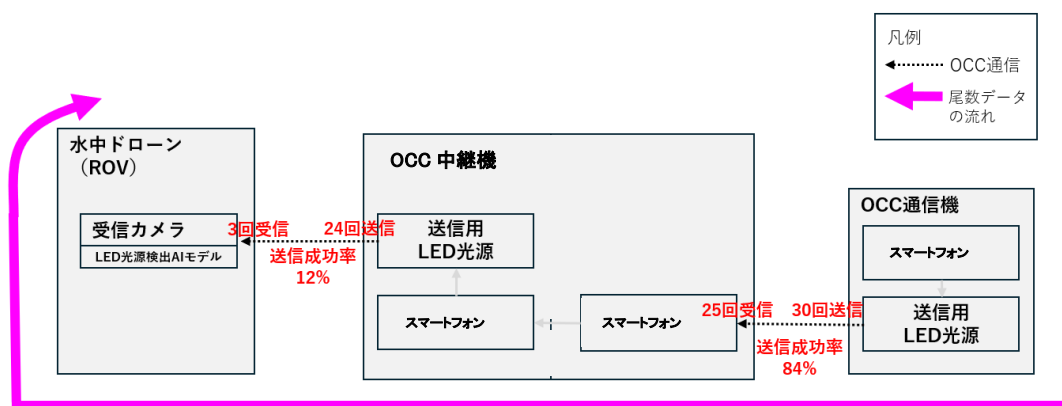 凡例
OCC通信
尾数データ
の流れ
水中ドローン
（ROV）
受信カメラ
LED光源検出AIモデル
3回受信
24回送信
送信成功率
12%
OCC 中継機
送信用
LED光源
スマートフォン
スマートフォン
25回受信
30回送信
送信成功率
84%
OCC通信機
スマートフォン
送信用
LED光源